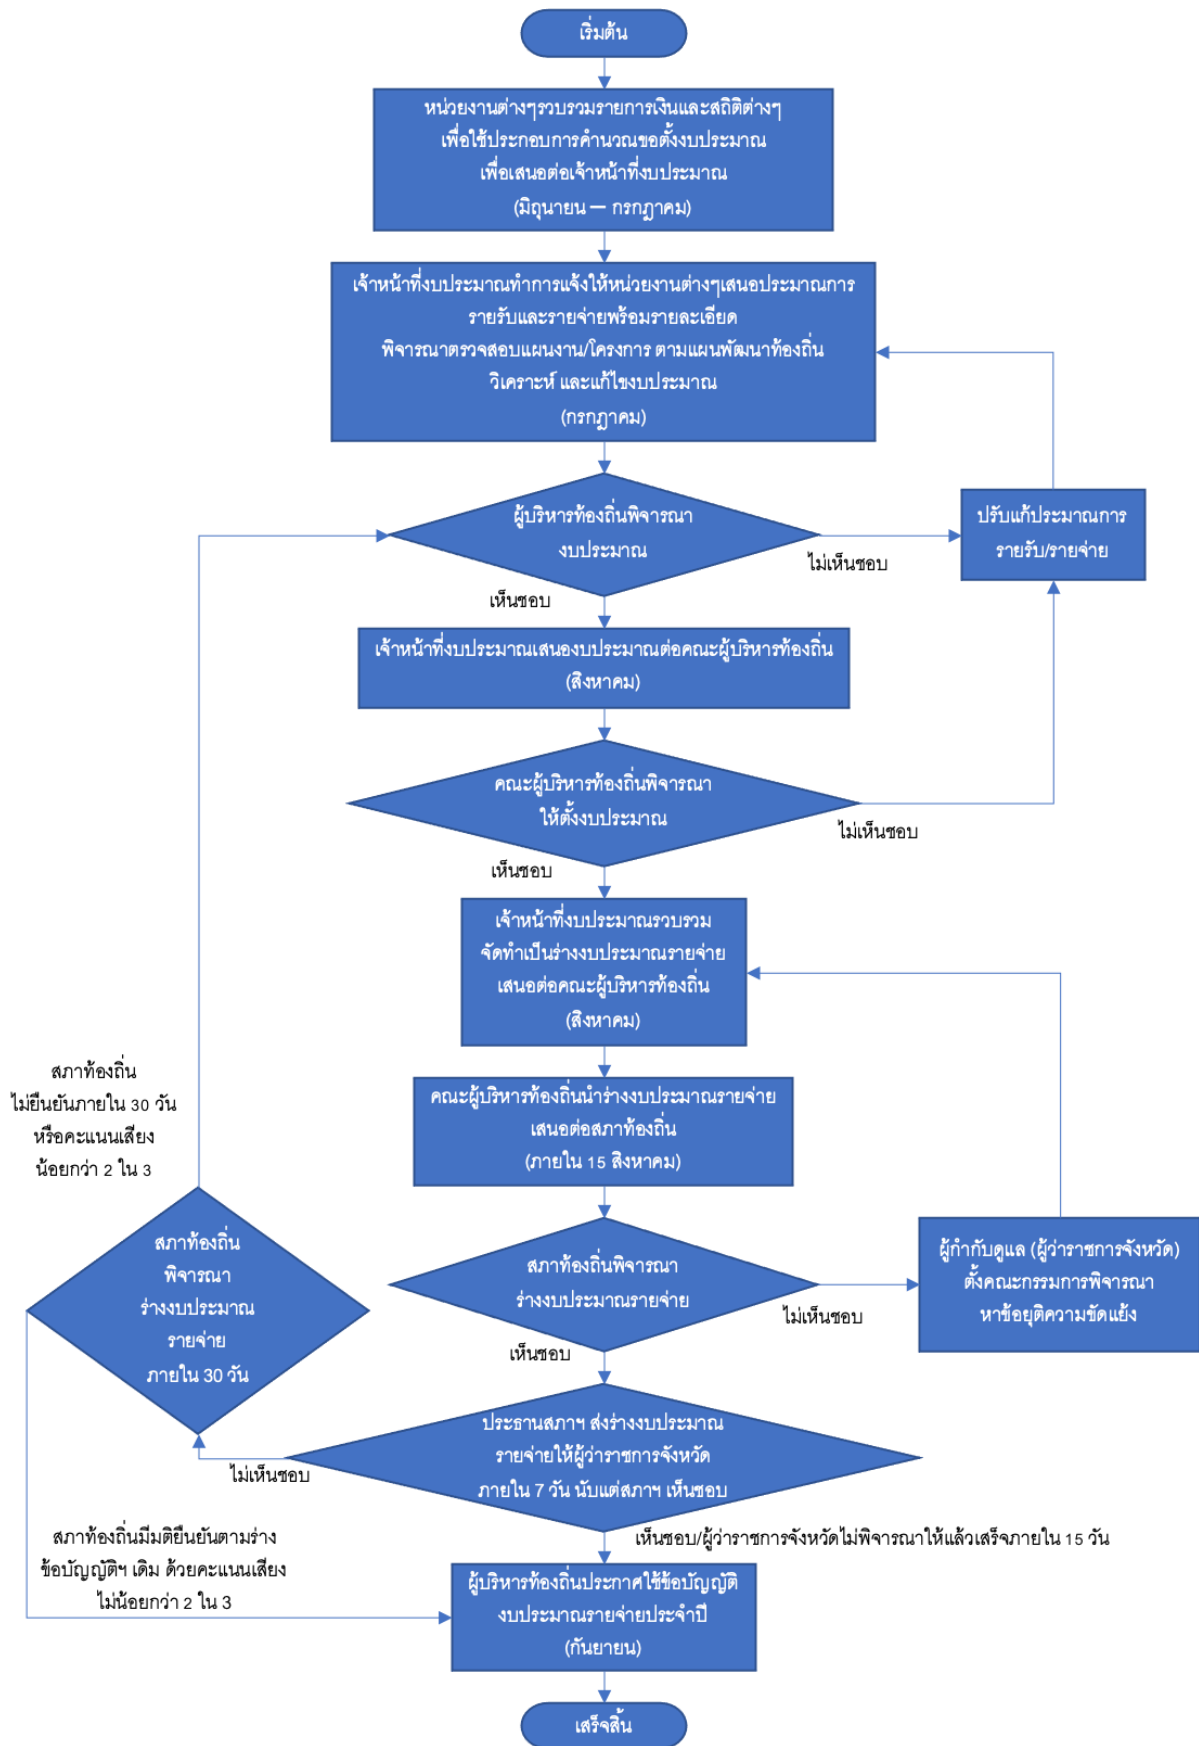 เริ่มต้น
หน่วยงานต่างๆรวบรวมรายการเงินและสถิติต่างๆ
เพื่อใช้ประกอบการคำนวณขอตั้งงบประมาณ
เพื่อเสนอต่อเจ้าหน้าที่งบประมาณ
(มิถุนายน – กรกฎาคม)
เจ้าหน้าที่งบประมาณทำการแจ้งให้หน่วยงานต่างๆเสนอประมาณการ
รายรับและรายจ่ายพร้อมรายละเอียด
พิจารณาตรวจสอบแผนงาน/โครงการ ตามแผนพัฒนาท้องถิ่น
วิเคราะห์ และแก้ไขงบประมาณ
(กรกฎาคม)
ผู้บริหารท้องถิ่นพิจารณา
งบประมาณ
ไม่เห็นชอบ
ปรับแก้ประมาณการ
รายรับ/รายจ่าย
เห็นชอบ
เจ้าหน้าที่งบประมาณเสนองบประมาณต่อคณะผู้บริหารท้องถิ่น
(สิงหาคม)
คณะผู้บริหารท้องถิ่นพิจารณา
ให้ตั้งงบประมาณ
ไม่เห็นชอบ
เห็นชอบ
เจ้าหน้าที่งบประมาณรวบรวม
จัดทำเป็นร่างงบประมาณรายจ่าย
เสนอต่อคณะผู้บริหารท้องถิ่น
(สิงหาคม)
สภาท้องถิ่น
ไม่ยืนยันภายใน 30 วัน
หรือคะแนนเสียง
น้อยกว่า 2 ใน 3
คณะผู้บริหารท้องถิ่นนำร่างงบประมาณรายจ่าย
เสนอต่อสภาท้องถิ่น
(ภายใน 15 สิงหาคม)
สภาท้องถิ่น
พิจารณา
ร่างงบประมาณ
รายจ่าย
ภายใน 30 วัน
สภาท้องถิ่นพิจารณา
ร่างงบประมาณรายจ่าย
ไม่เห็นชอบ
ผู้กำกับดูแล (ผู้ว่าราชการจังหวัด)
ตั้งคณะกรรมการพิจารณา
หาข้อยุติความขัดแย้ง
เห็นชอบ
ประธานสภาฯ ส่งร่างงบประมาณ
รายจ่ายให้ผู้ว่าราชการจังหวัด
ภายใน 7 วัน นับแต่สภาฯ เห็นชอบ
ไม่เห็นชอบ
เห็นชอบ/ผู้ว่าราชการจังหวัดไม่พิจารณาให้แล้วเสร็จภายใน 15 วัน
สภาท้องถิ่นมีมติยืนยันตามร่าง
ข้อบัญญัติฯ เดิม ด้วยคะแนนเสียง
ไม่น้อยกว่า 2 ใน 3
ผู้บริหารท้องถิ่นประกาศใช้ข้อบัญญัติ
งบประมาณรายจ่ายประจำปี
(กันยายน)
เสร็จสิ้น